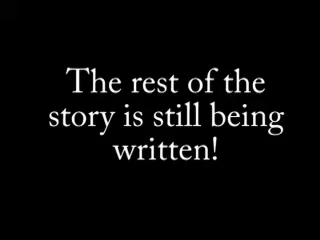 The rest of the
story is still being
written!